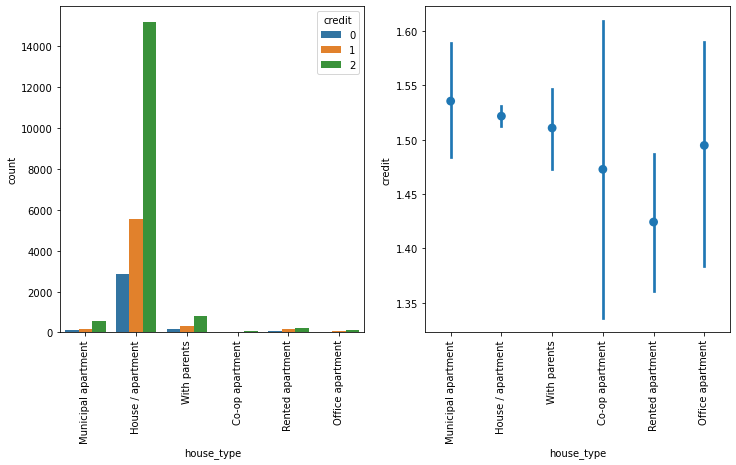 credit
0
1
2
14000
12000
10000
8000
6000
4000
2000
0
count
Municipal apartment
House / apartment
With parents
Co-op apartment
Rented apartment
Office apartment
house_type
1.60
1.55
1.50
1.45
1.40
1.35
credit
Municipal apartment
House / apartment
With parents
Co-op apartment
Rented apartment
Office apartment
house_type